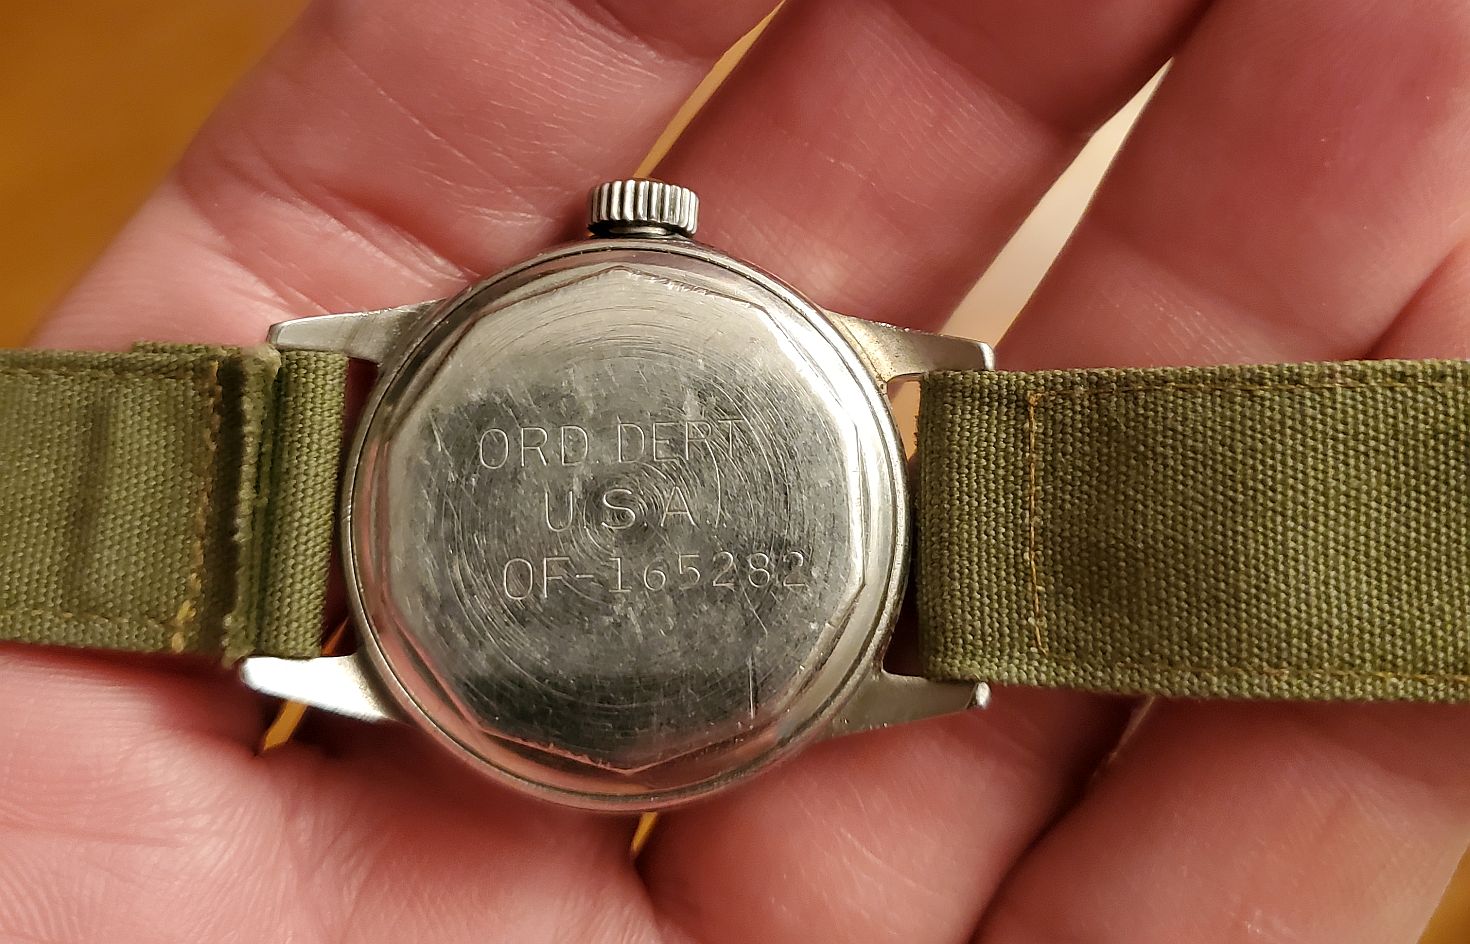 ORD. DEPT.
U.S.A.
OF-165282